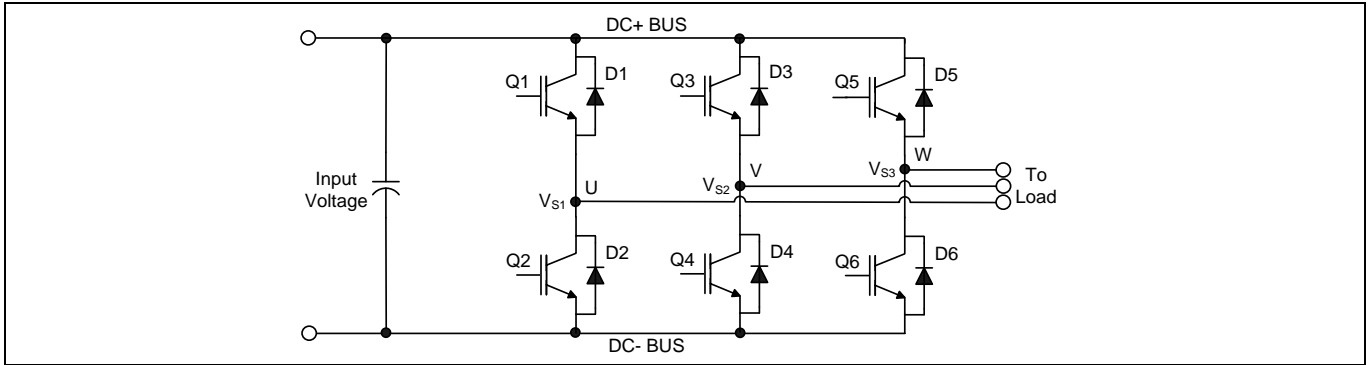 DC+ BUS
Q1
D1
Q3
D3
Q5
D5
Input
Voltage
VS1
U
VS2
V
VS3
W
To
Load
Q2
D2
Q4
D4
Q6
D6
DC- BUS